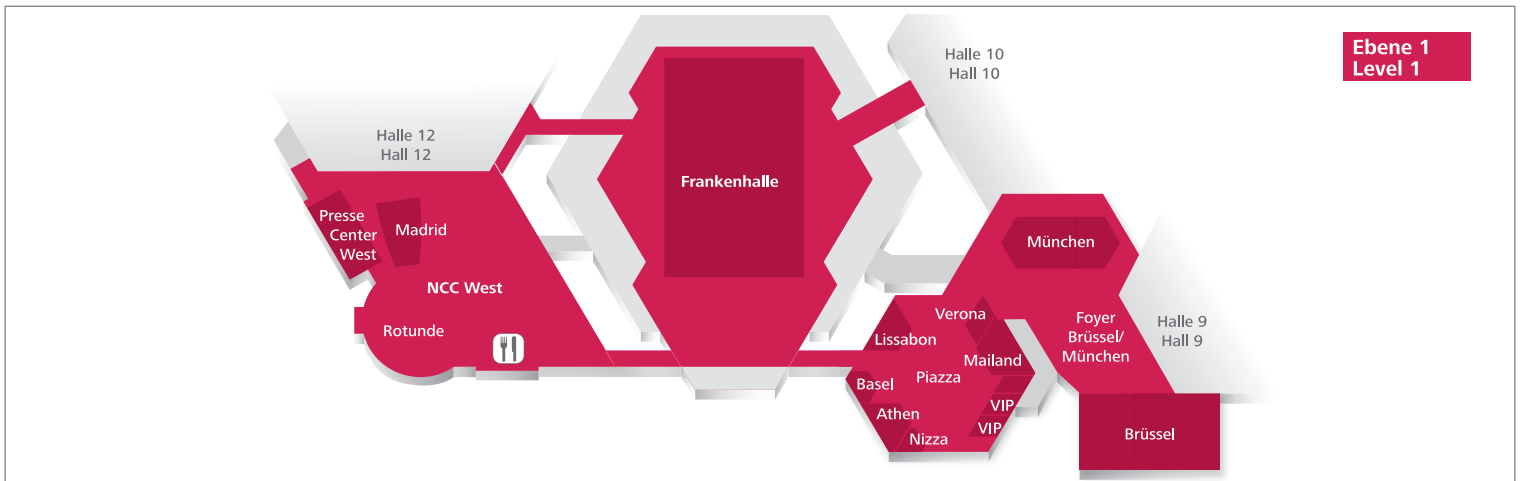 Ebene 1
Level 1
Halle 10
Hall 10
Halle 12
Hall 12
Frankenhalle
Presse
Center
West
Madrid
NCC West
Rotunde
München
Verona
Lissabon
Mailand
Piazza
Basel
Athen
Nizza
VIP
VIP
Foyer
Brüssel/
München
Halle 9
Hall 9
Brüssel